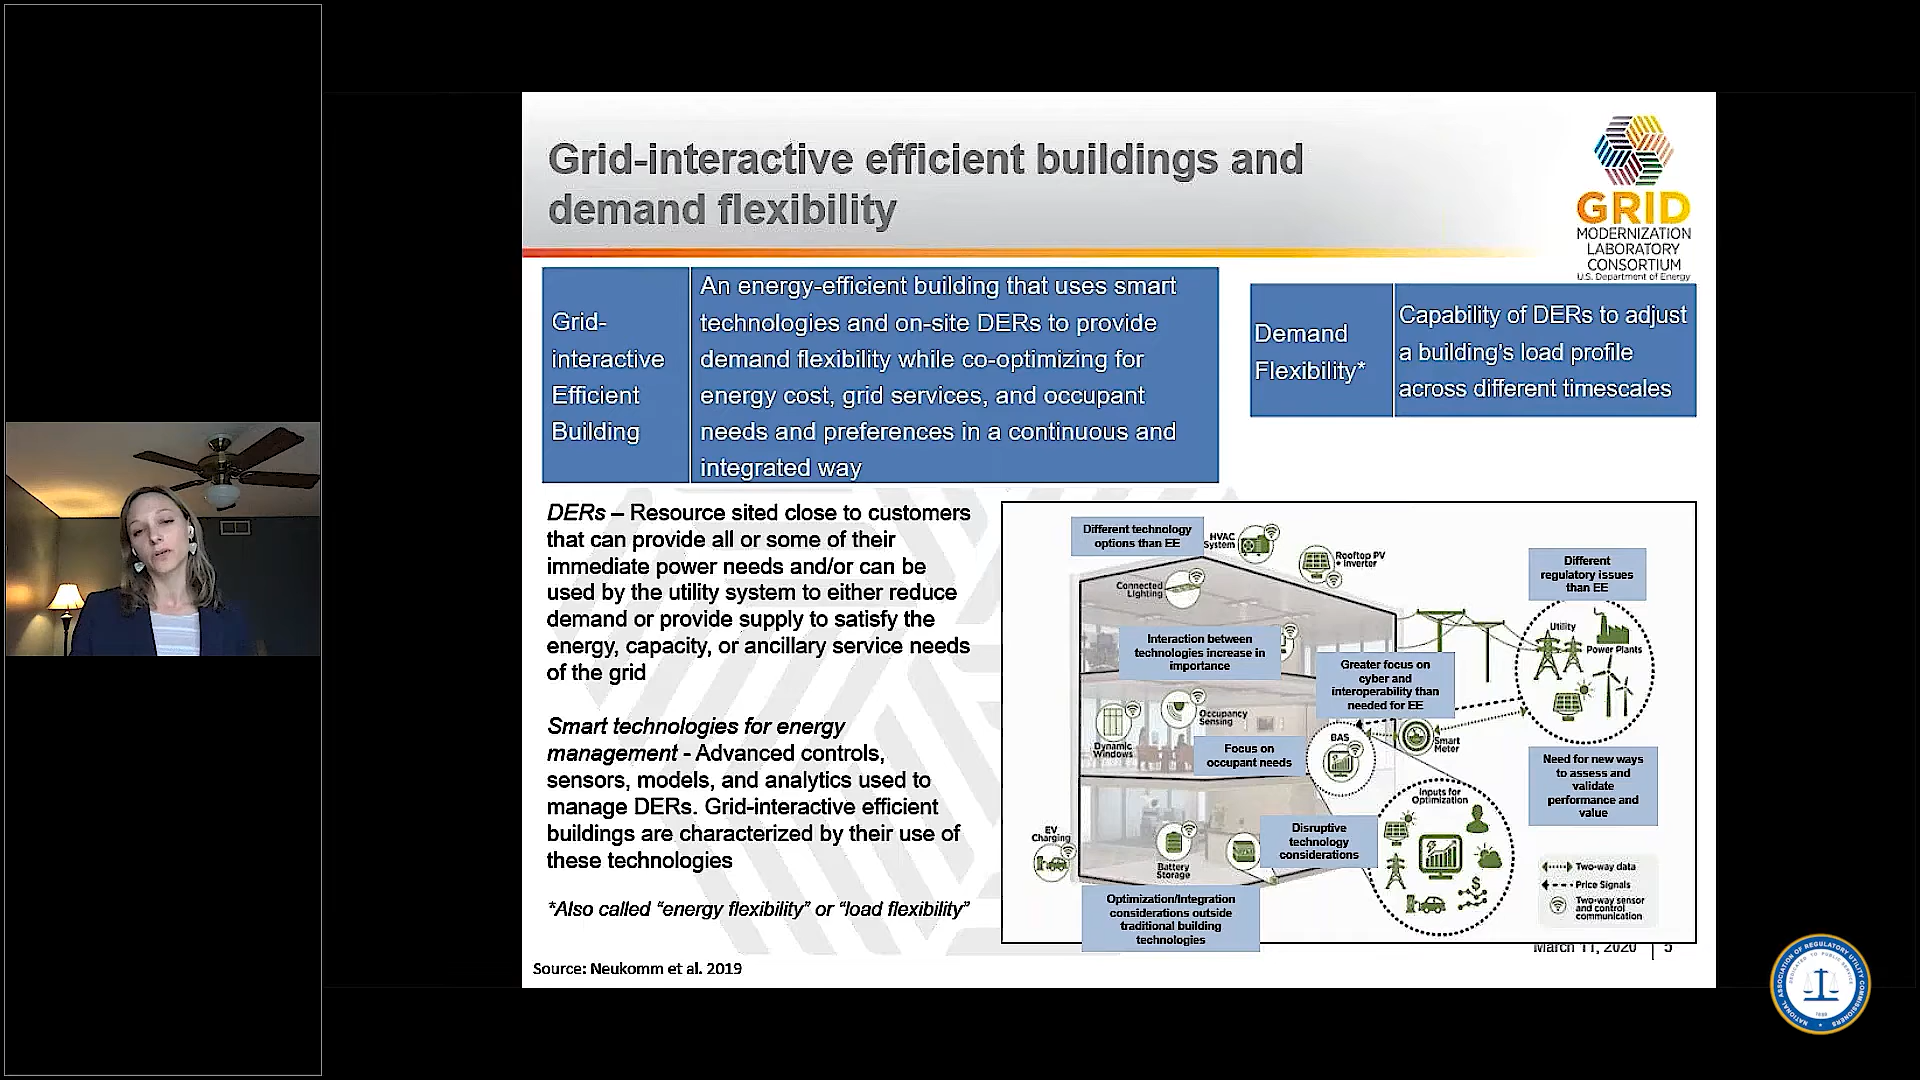 Grid-interactive efficient buildings and
demand flexibility
GRID
MODERNIZATION
LABORATORY
CONSORTIUM
U.S. Department of Energy
Grid-
interactive
Efficient
Building
An energy-efficient building that uses smart
technologies and on-site DERs to provide
demand flexibility while co-optimizing for
energy cost, grid services, and occupant
needs and preferences in a continuous and
integrated way
Demand
Flexibility*
Capability of DERs to adjust
a building's load profile
across different timescales
DERs – Resource sited close to customers
that can provide all or some of their
immediate power needs and/or can be
used by the utility system to either reduce
demand or provide supply to satisfy the
energy, capacity, or ancillary service needs
of the grid
Smart technologies for energy
management - Advanced controls,
sensors, models, and analytics used to
manage DERs. Grid-interactive efficient
buildings are characterized by their use of
these technologies
*Also called “energy flexibility” or “load flexibility”
Source: Neukomm et al. 2019
Different technology
options than EE
HVAC
System
Rooftop PV
+ Inverter
Connected
Lighting
Different
regulatory issues
than EE
Interaction between
technologies increase in
importance
Utility
Power Plants
Greater focus on
cyber and
interoperability than
needed for EE
Occupancy
Sensing
Dynamic
Windows
Focus on
occupant needs
BAS
Smart
Meter
Need for new ways
to assess and
validate
performance and
value
Inputs for
Optimization
EV
Charging
Battery
Storage
Disruptive
technology
considerations
Two-way data
Price Signals
Two-way sensor
and control
communication
Optimization/Integration
considerations outside
traditional building
technologies
March 11, 2020 | 5
NATIONAL ASSOCIATION OF REGULATORY UTILITY COMMISSIONERS